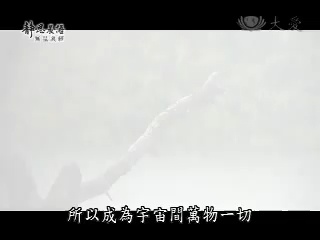 靜思晨語
大愛
所以成為宇宙間萬物一切